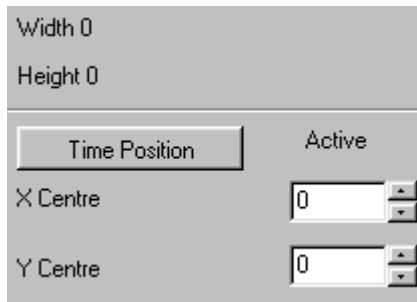 Width 0
Height 0
Time Position Active
X Centre 0
Y Centre 0